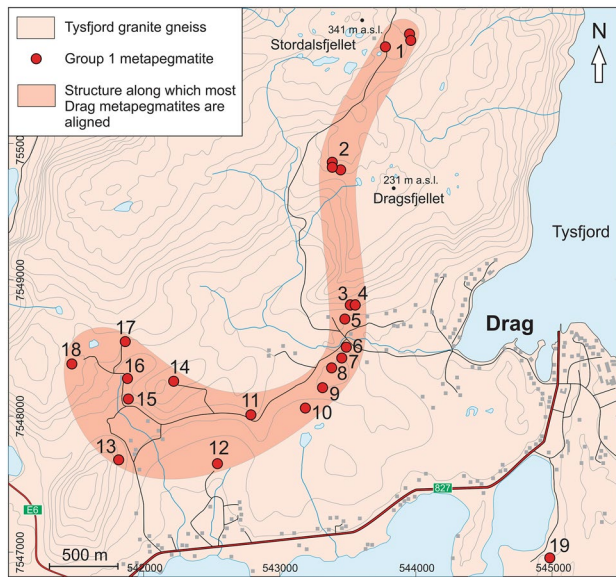 Tysfjord granite gneiss
Group 1 metapegmatite
Structure along which most
Drag metapegmatites are
aligned
341 m a.s.l.
Stordalsfjellet
1
N
2
231 m a.s.l.
Dragsfjellet
Tysfjord
7550000
7549000
7548000
7547000
3
4
5
Drag
6
7
8
9
10
11
12
13
14
15
16
17
18
19
E6
827
500 m
542000
543000
544000
545000